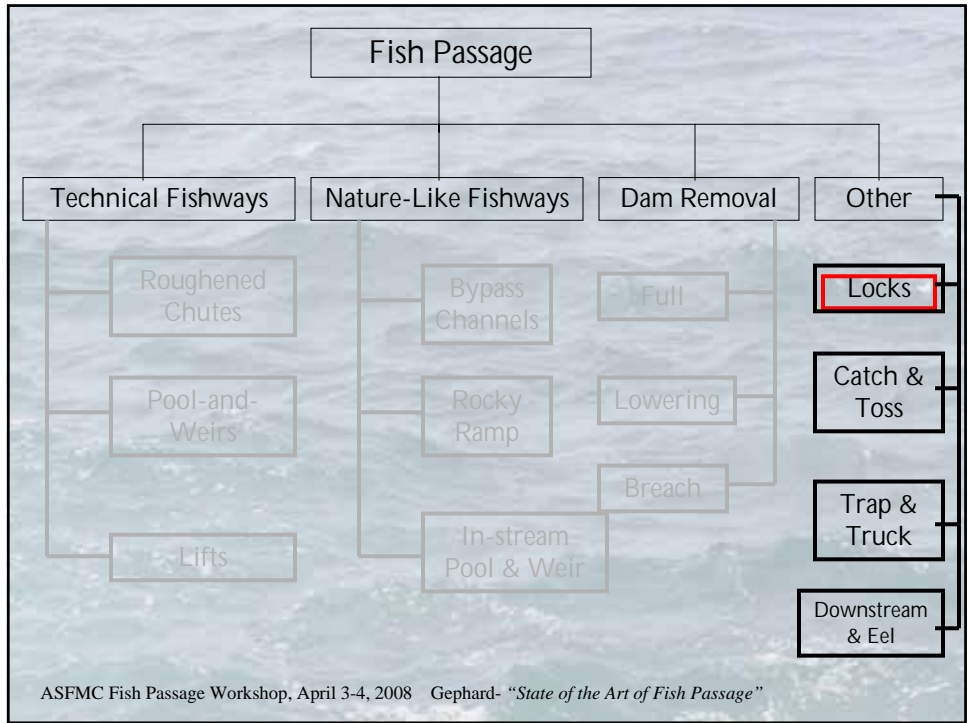 Fish Passage
Technical Fishways
Nature-Like Fishways
Dam Removal
Other
Roughened
Chutes
Pool-and-
Weirs
Lifts
Bypass
Channels
Rocky
Ramp
In-stream
Pool & Weir
Full
Lowering
Breach
Locks
Catch &
Toss
Trap &
Truck
Downstream
& Eel
ASFMC Fish Passage Workshop, April 3-4, 2008 Gephard- “State of the Art of Fish Passage”